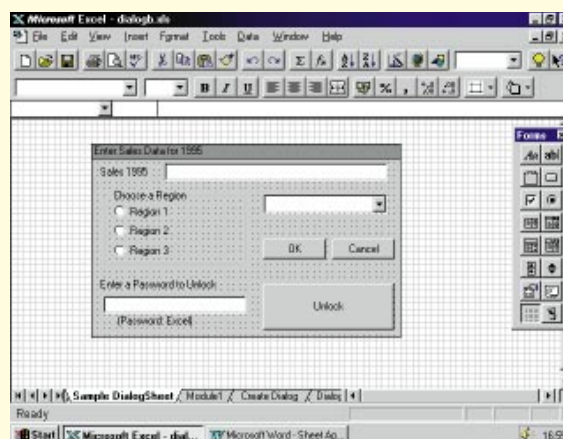 Microsoft Excel - dialogb.xls
File Edit View Insert Format Tools Data Window Help
Forms
Enter Sales Data for 1995
Sales 1995
Choose a Region
Region 1
Region 2
Region 3
OK Cancel
Enter a Password to Unlock
Unlock
(Password: Excel)
Sample DialogSheet / Module1 / Create Dialog / Dialog
Ready
Start Microsoft Excel - dial... Microsoft Word - Sheet Ap...